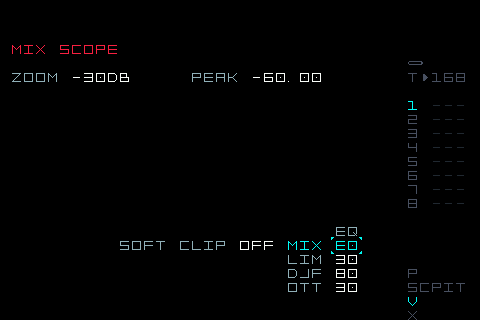 MIX SCOPE
ZOOM -30DB PEAK -60.00
T▶168
1 ---
2 ---
3 ---
4 ---
5 ---
6 ---
7 ---
8 ---
EQ
SOFT CLIP OFF MIX E0
LIM 30
DJF 80 P
OTT 30 SCPIT
V
X